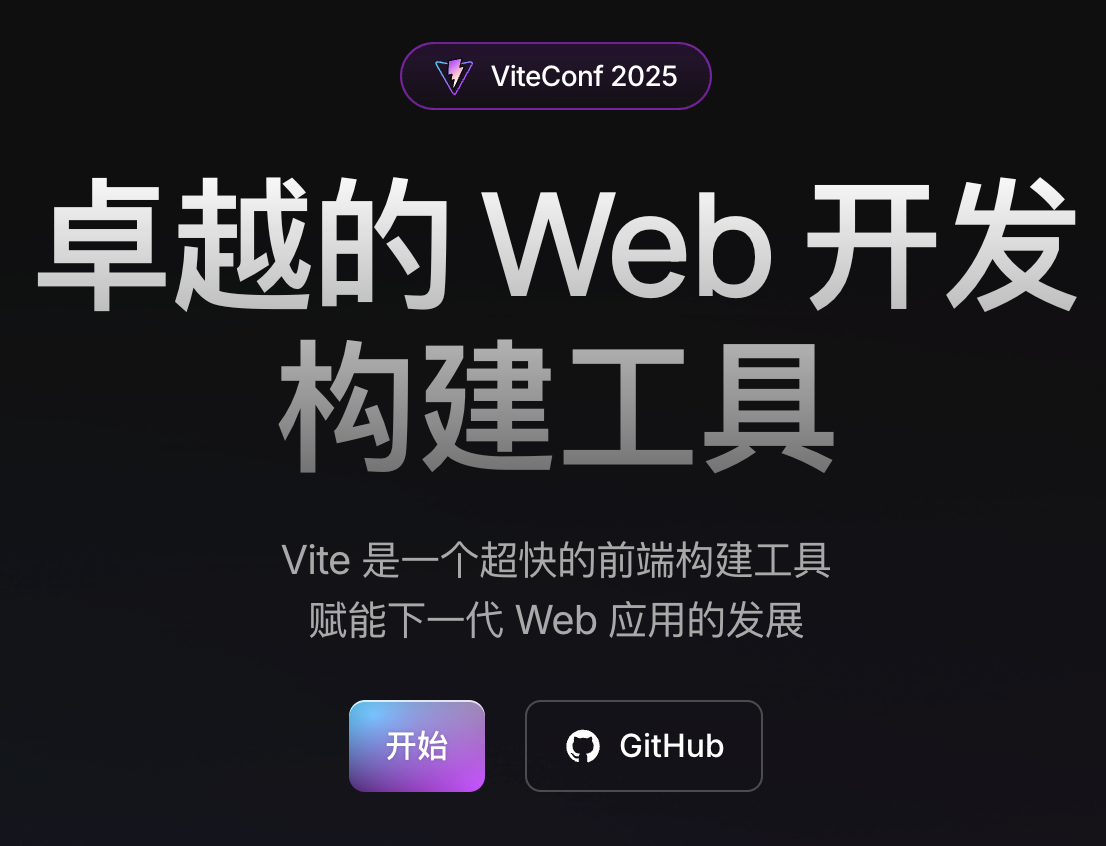 ViteConf 2025
卓越的 Web 开发
构建工具
Vite 是一个超快的前端构建工具
赋能下一代 Web 应用的发展
开始
GitHub